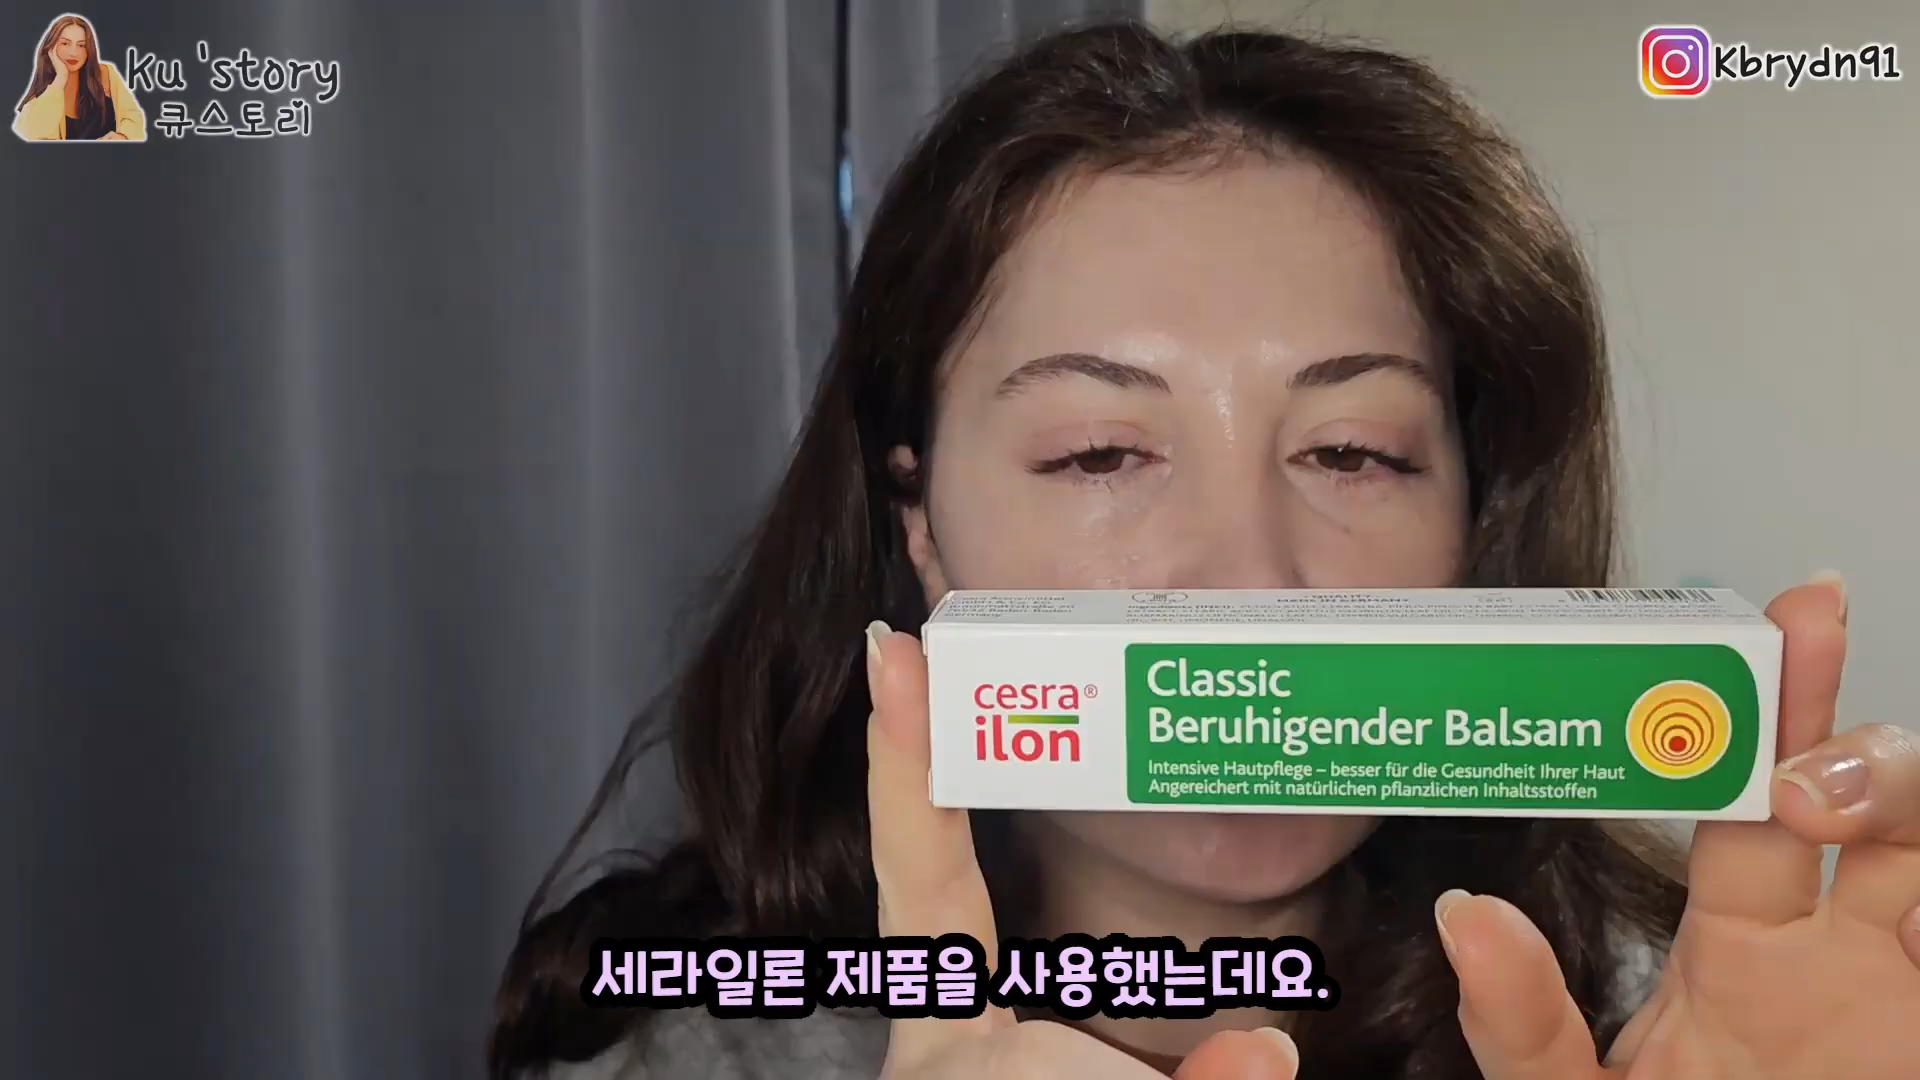 Ku'story
큐스토리
Kbrydn91
cesra®
ilon
Classic
Beruhigender Balsam
Intensive Hautpflege – besser für die Gesundheit Ihrer Haut
Angereichert mit natürlichen pflanzlichen Inhaltsstoffen
세라일론 제품을 사용했는데요.